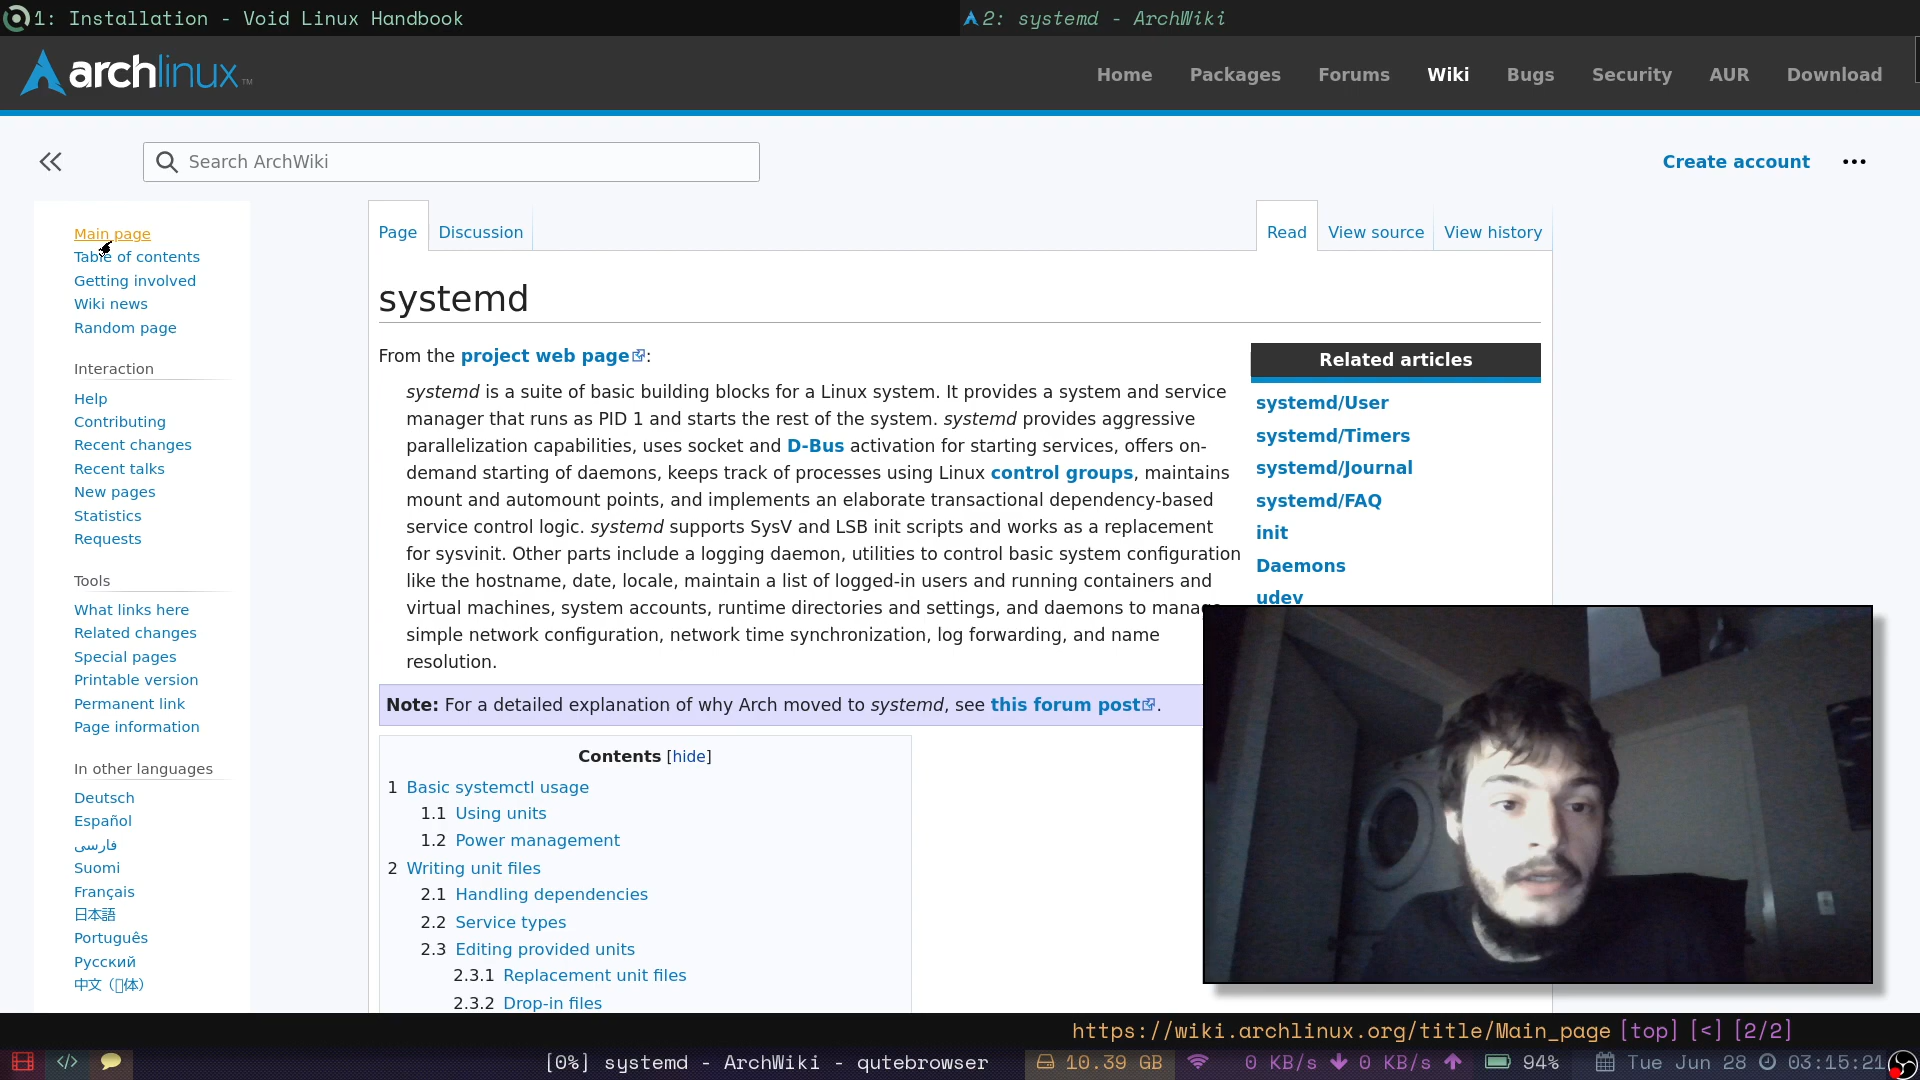 1: Installation - Void Linux Handbook
2: systemd - ArchWiki
archlinux™
Home Packages Forums Wiki Bugs Security AUR Download
Search ArchWiki
Create account
Main page
Table of contents
Getting involved
Wiki news
Random page
Interaction
Help
Contributing
Recent changes
Recent talks
New pages
Statistics
Requests
Tools
What links here
Related changes
Special pages
Printable version
Permanent link
Page information
In other languages
Deutsch
Español
فارسی
Suomi
Français
日本語
Português
Русский
中文（体）
Page Discussion
Read View source View history
systemd
From the project web page:
systemd is a suite of basic building blocks for a Linux system. It provides a system and service
manager that runs as PID 1 and starts the rest of the system. systemd provides aggressive
parallelization capabilities, uses socket and D-Bus activation for starting services, offers on-
demand starting of daemons, keeps track of processes using Linux control groups, maintains
mount and automount points, and implements an elaborate transactional dependency-based
service control logic. systemd supports SysV and LSB init scripts and works as a replacement
for sysvinit. Other parts include a logging daemon, utilities to control basic system configuration
like the hostname, date, locale, maintain a list of logged-in users and running containers and
virtual machines, system accounts, runtime directories and settings, and daemons to manage
simple network configuration, network time synchronization, log forwarding, and name
resolution.
Related articles
systemd/User
systemd/Timers
systemd/Journal
systemd/FAQ
init
Daemons
udev
Note: For a detailed explanation of why Arch moved to systemd, see this forum post.
Contents [hide]
1 Basic systemctl usage
1.1 Using units
1.2 Power management
2 Writing unit files
2.1 Handling dependencies
2.2 Service types
2.3 Editing provided units
2.3.1 Replacement unit files
2.3.2 Drop-in files
https://wiki.archlinux.org/title/Main_page [top] [<] [2/2]
[0%] systemd - ArchWiki - qutebrowser
10.39 GB 0 KB/s 0 KB/s 94% Tue Jun 28 03:15:21